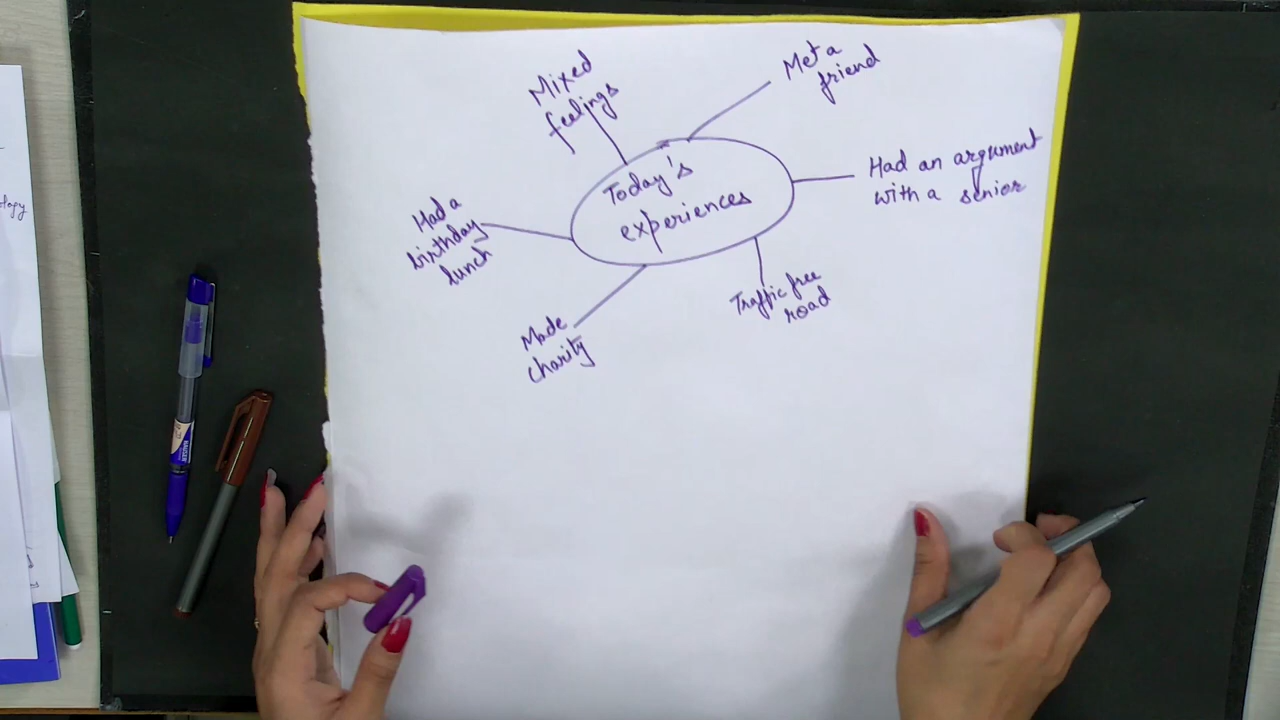 Mixed
feelings
Met a
friend
Had an argument
with a senior
Today's
experiences
Had a
birthday
lunch
Traffic free
road
Made
charity